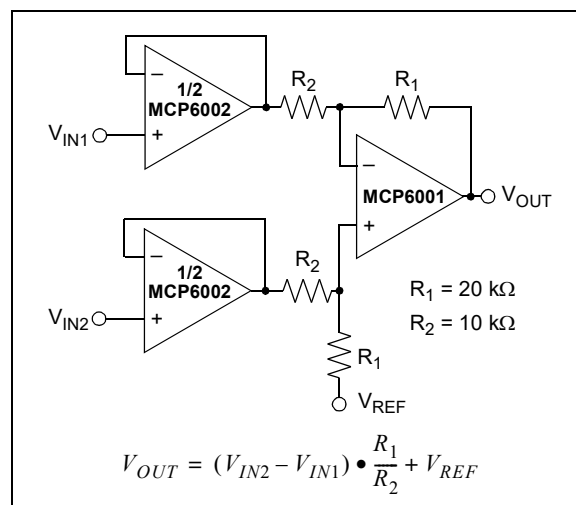 1/2
MCP6002
−
+
V_IN1
R_2
R_1
−
+
MCP6001
V_OUT
1/2
MCP6002
−
+
V_IN2
R_2
R_1
V_REF
R_1 = 20 kΩ
R_2 = 10 kΩ
V_OUT = (V_IN2 − V_IN1) • R_1/R_2 + V_REF